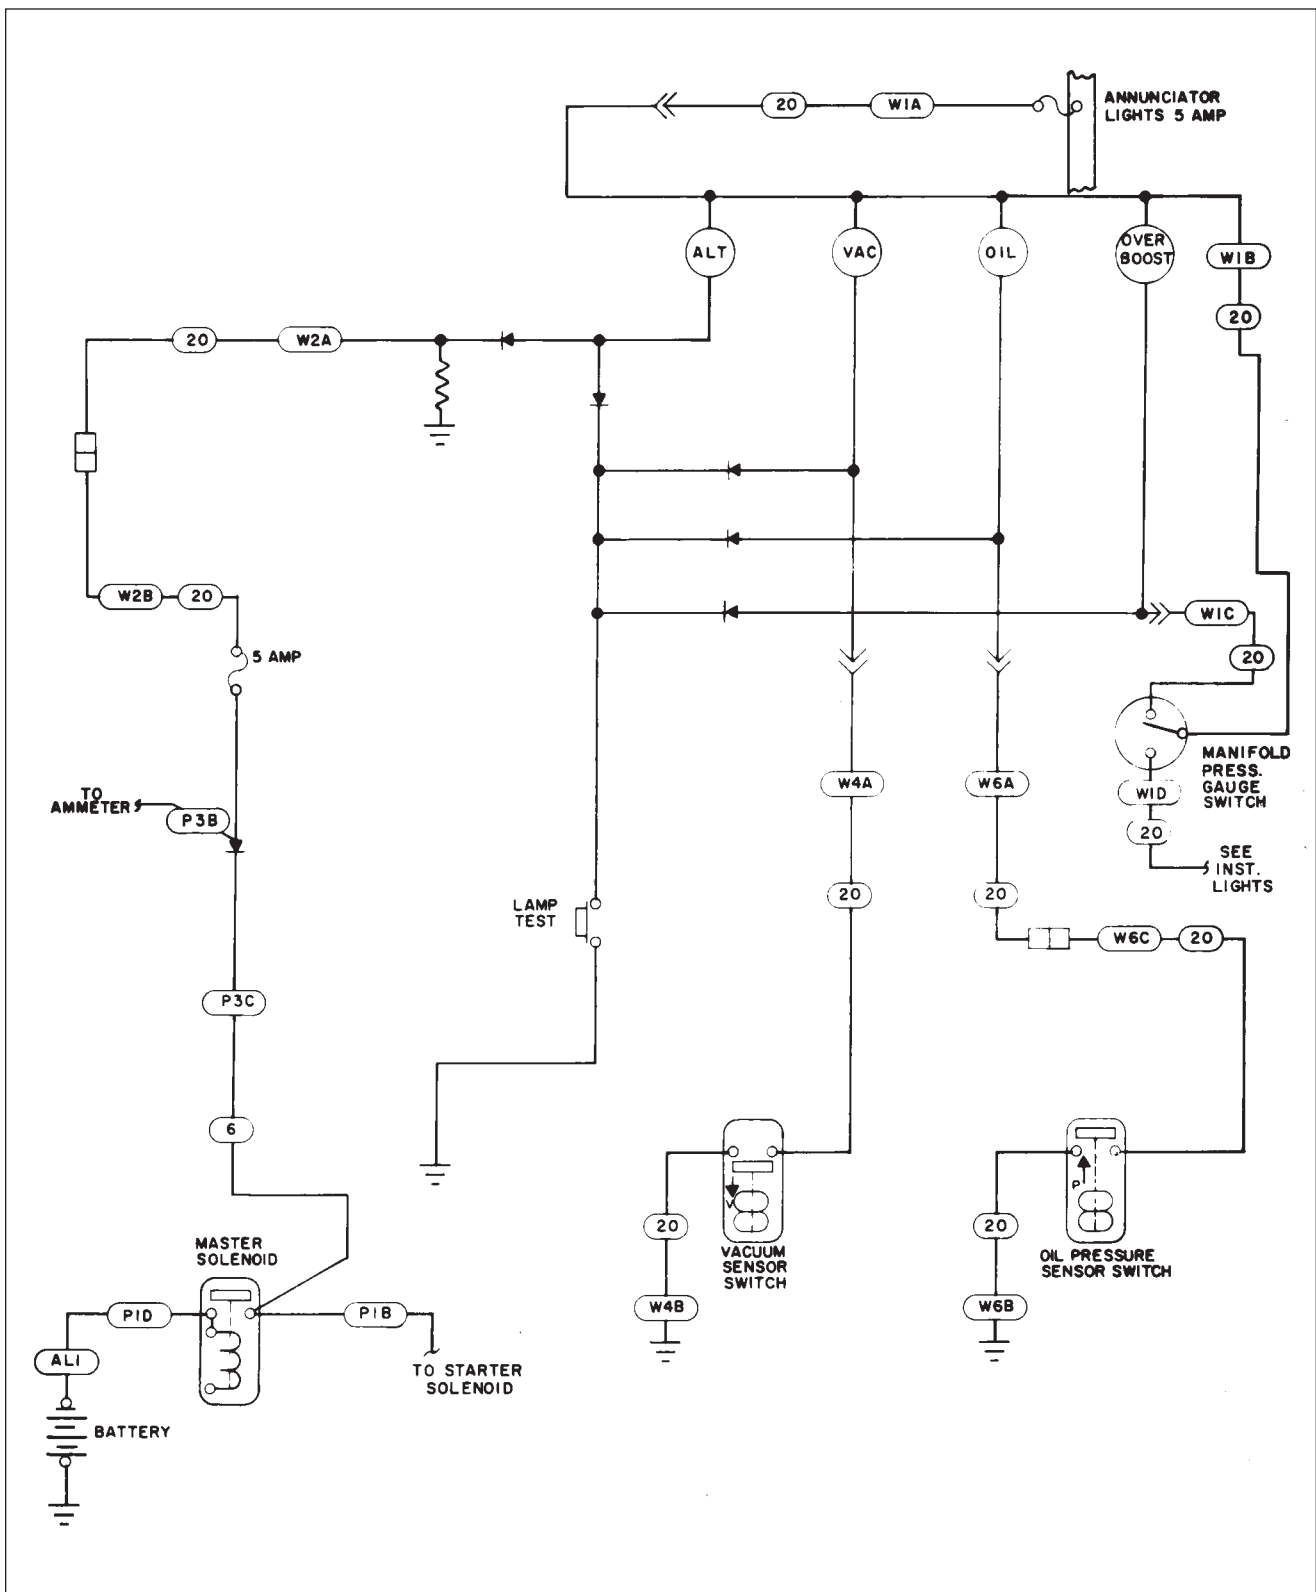 20
W1A
ANNUNCIATOR
LIGHTS 5 AMP
ALT
VAC
OIL
OVER
BOOST
W1B
20
20
W2A
W2B
20
5 AMP
W1C
20
TO
AMMETER
P3B
W4A
W6A
MANIFOLD
PRESS.
GAUGE
SWITCH
W1D
20
SEE
INST.
LIGHTS
20
20
LAMP
TEST
W6C
20
P3C
6
V
P
MASTER
SOLENOID
20
VACUUM
SENSOR
SWITCH
20
OIL PRESSURE
SENSOR SWITCH
P1D
P1B
W4B
W6B
AL1
TO STARTER
SOLENOID
BATTERY